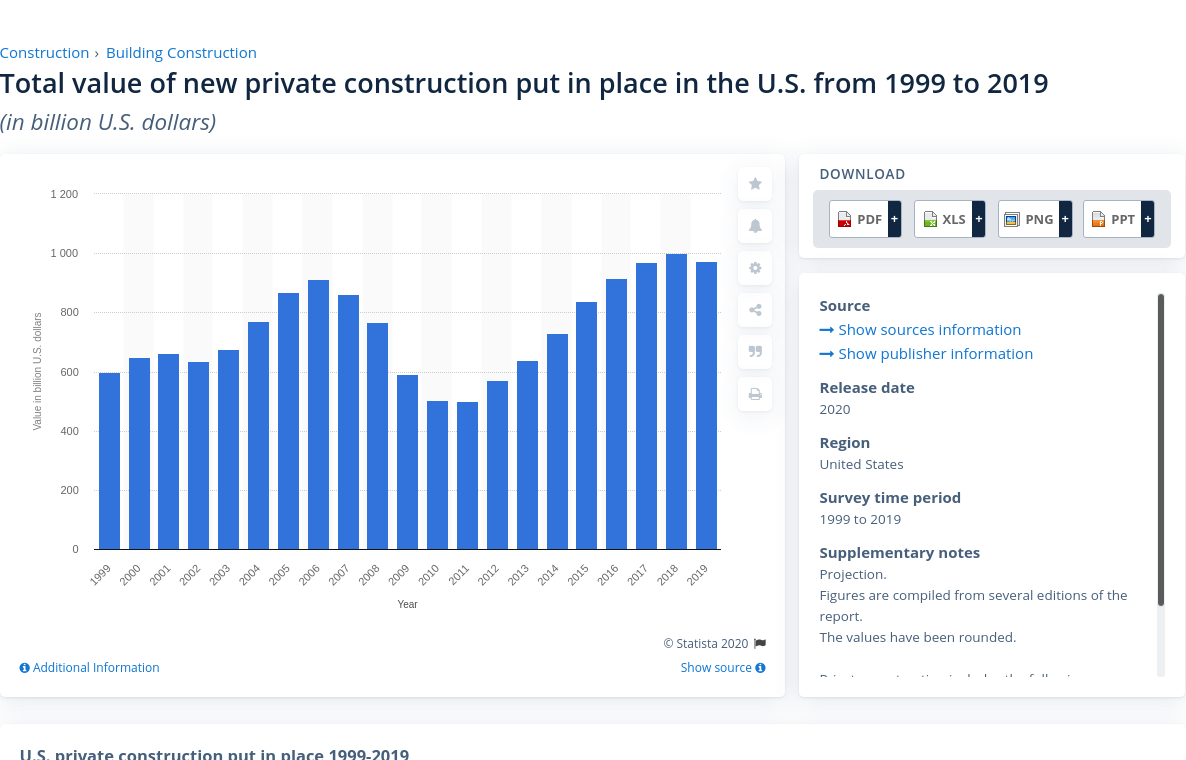 Construction › Building Construction
Total value of new private construction put in place in the U.S. from 1999 to 2019
(in billion U.S. dollars)
1 200
1 000
800
600
400
200
0
Value in billion U.S. dollars
1999
2000
2001
2002
2003
2004
2005
2006
2007
2008
2009
2010
2011
2012
2013
2014
2015
2016
2017
2018
2019
Year
© Statista 2020
Additional Information
Show source
DOWNLOAD
PDF + XLS + PNG + PPT +
Source
Show sources information
Show publisher information
Release date
2020
Region
United States
Survey time period
1999 to 2019
Supplementary notes
Projection.
Figures are compiled from several editions of the
report.
The values have been rounded.
U.S. private construction put in place 1999-2019